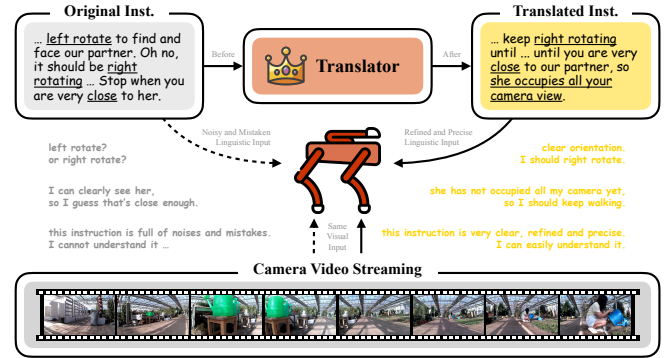 Original Inst.
... left rotate to find and
face our partner. Oh no,
it should be right
rotating ... Stop when you
are very close to her.
Before
Translator
After
Translated Inst.
... keep right rotating
until ... until you are very
close to our partner, so
she occupies all your
camera view.
Noisy and Mistaken
Linguistic Input
Refined and Precise
Linguistic Input
left rotate?
or right rotate?
I can clearly see her,
so I guess that's close enough.
this instruction is full of noises and mistakes.
I cannot understand it ...
clear orientation.
I should right rotate.
she has not occupied all my camera yet,
so I should keep walking.
this instruction is very clear, refined and precise.
I can easily understand it.
Same
Visual
Input
Camera Video Streaming